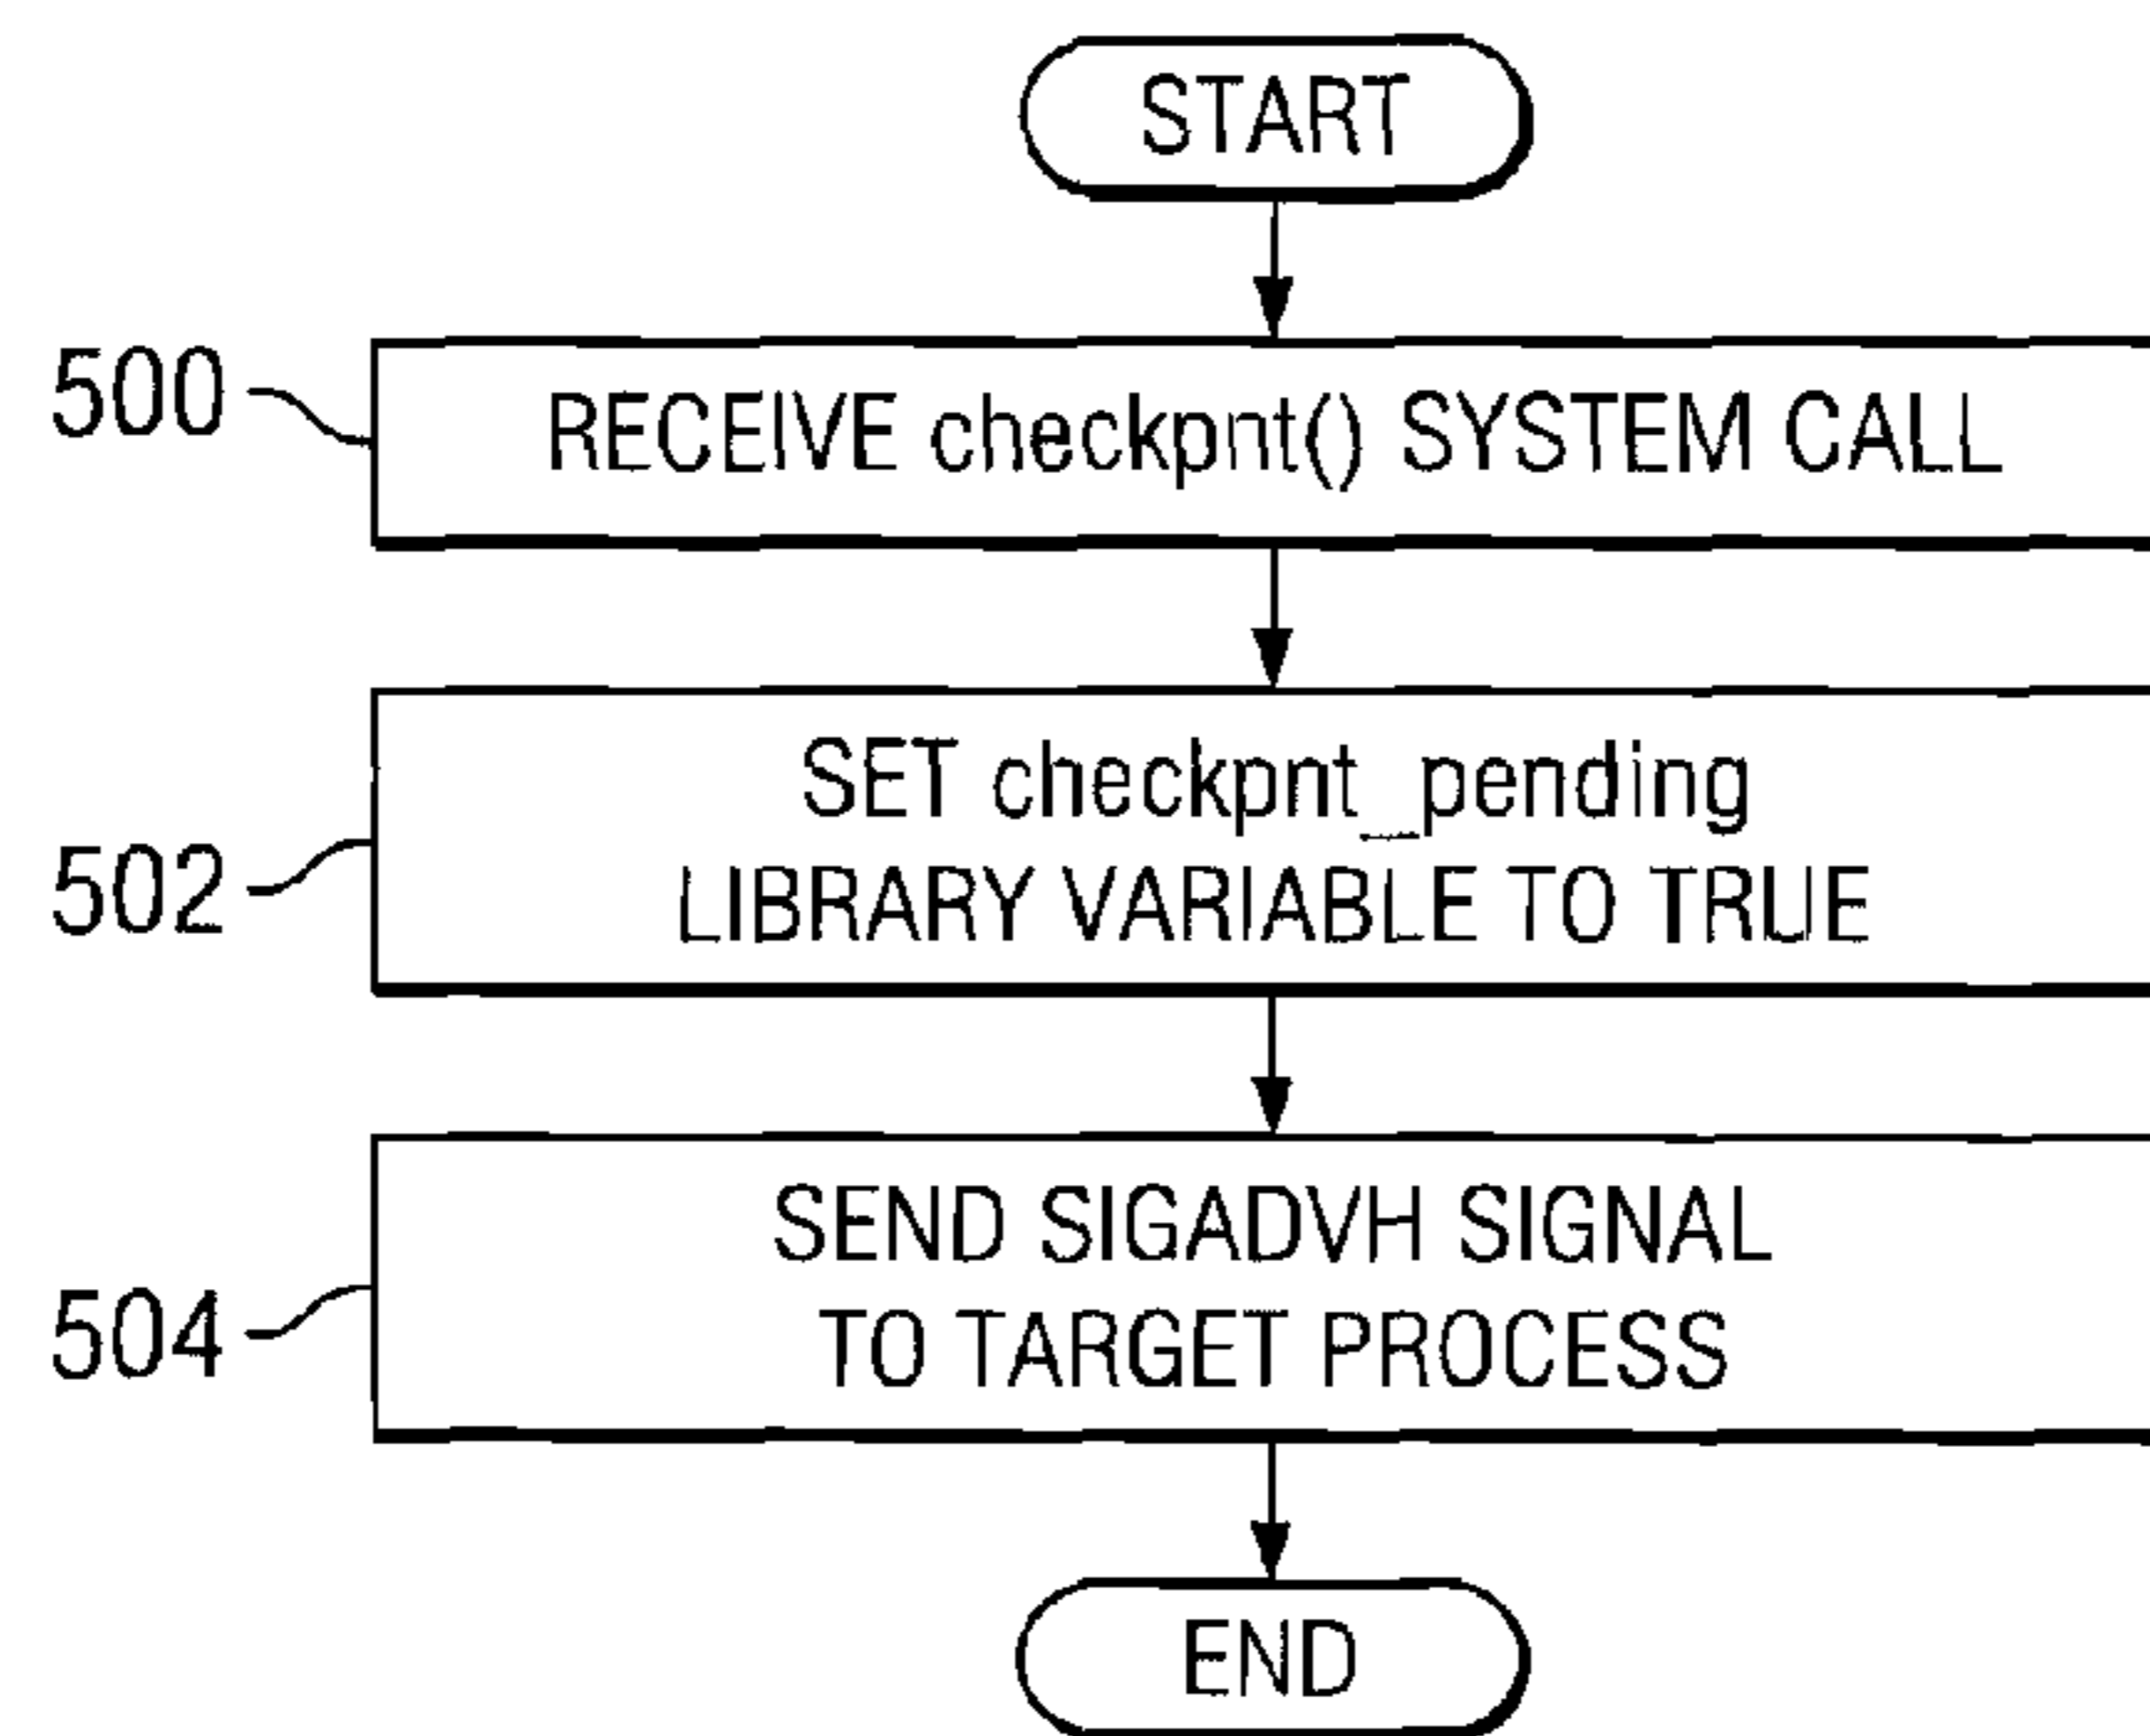 START
500
RECEIVE checkpnt() SYSTEM CALL
502
SET checkpnt_pending
LIBRARY VARIABLE TO TRUE
504
SEND SIGADVH SIGNAL
TO TARGET PROCESS
END